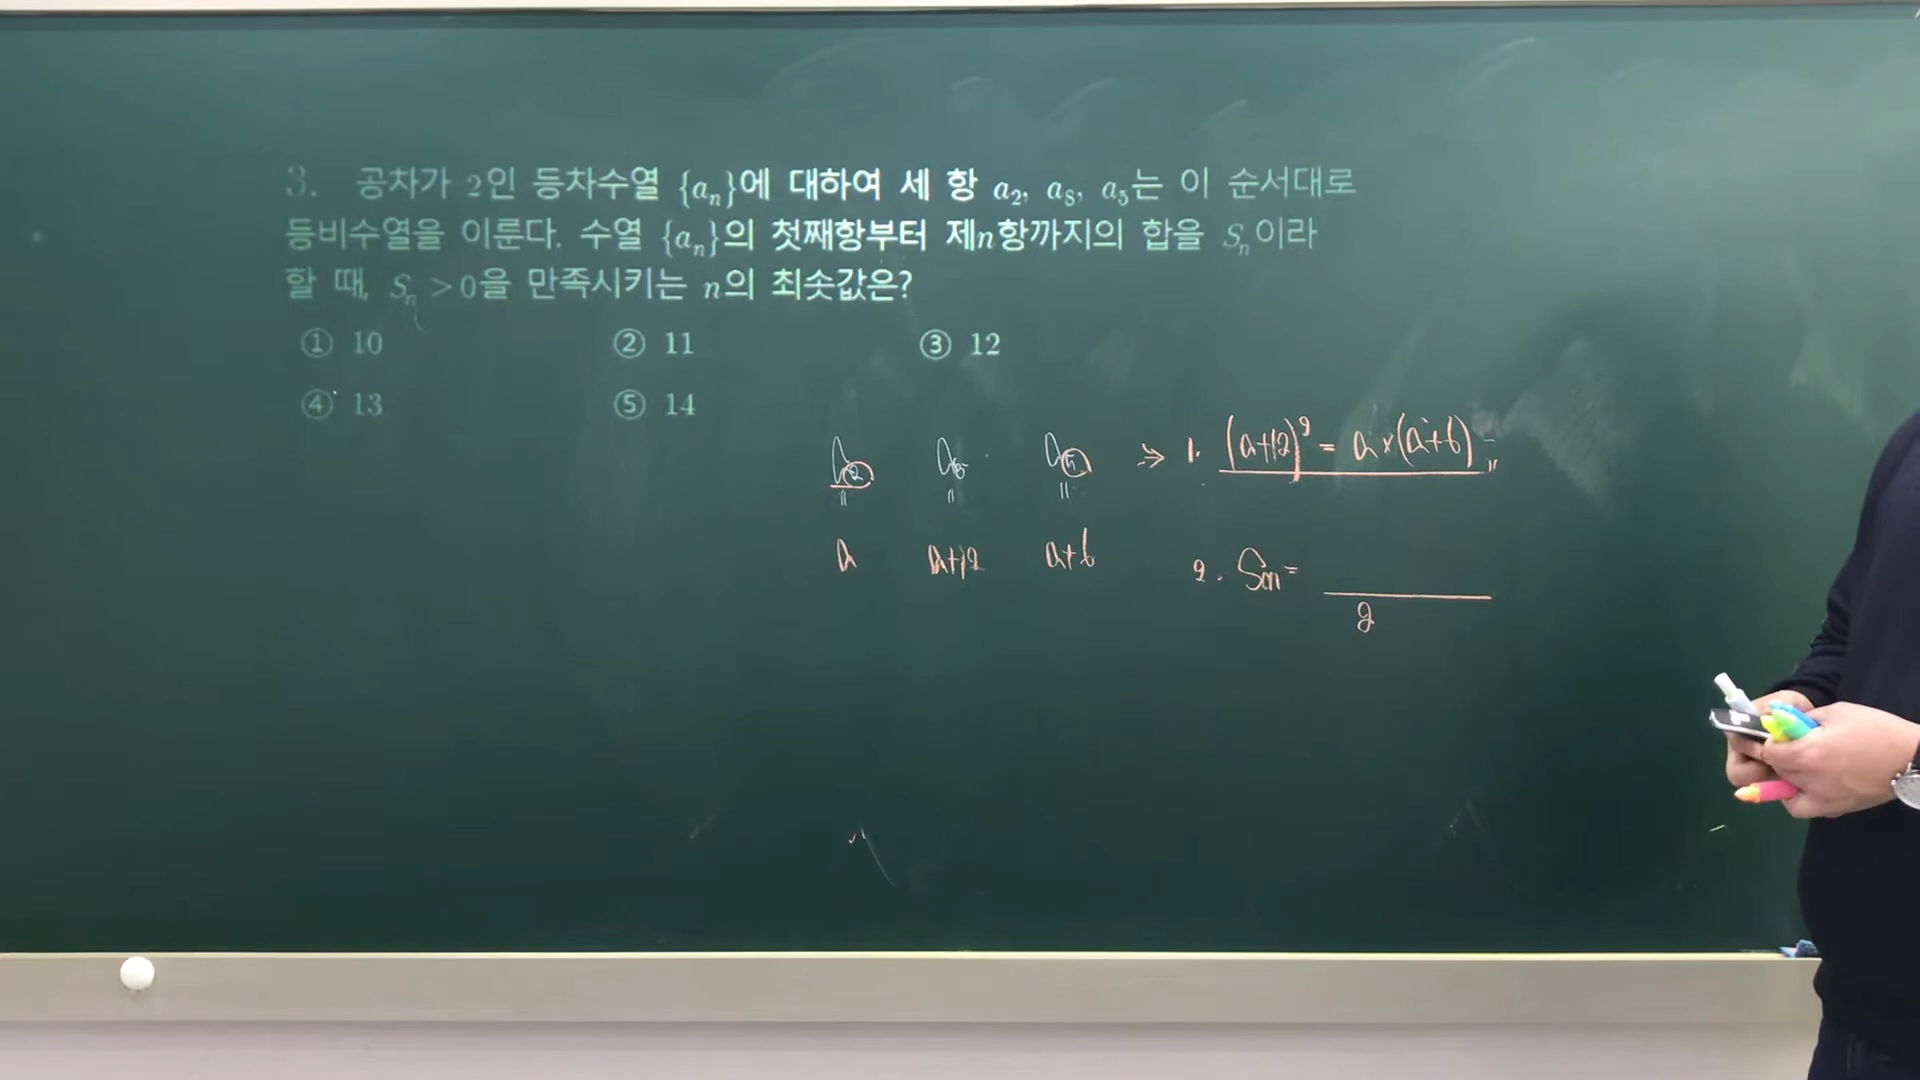 3. 공차가 2인 등차수열 {aₙ}에 대하여 세 항 a₂, a₈, a₅는 이 순서대로
등비수열을 이룬다. 수열 {aₙ}의 첫째항부터 제n항까지의 합을 Sₙ이라
할 때, Sₙ > 0을 만족시키는 n의 최솟값은?
① 10 ② 11 ③ 12
④ 13 ⑤ 14
a₂ a₈ a₅ ⇒ 1. (a+12)² = a×(a+6)
a a+12 a+6
2. Sn =
2